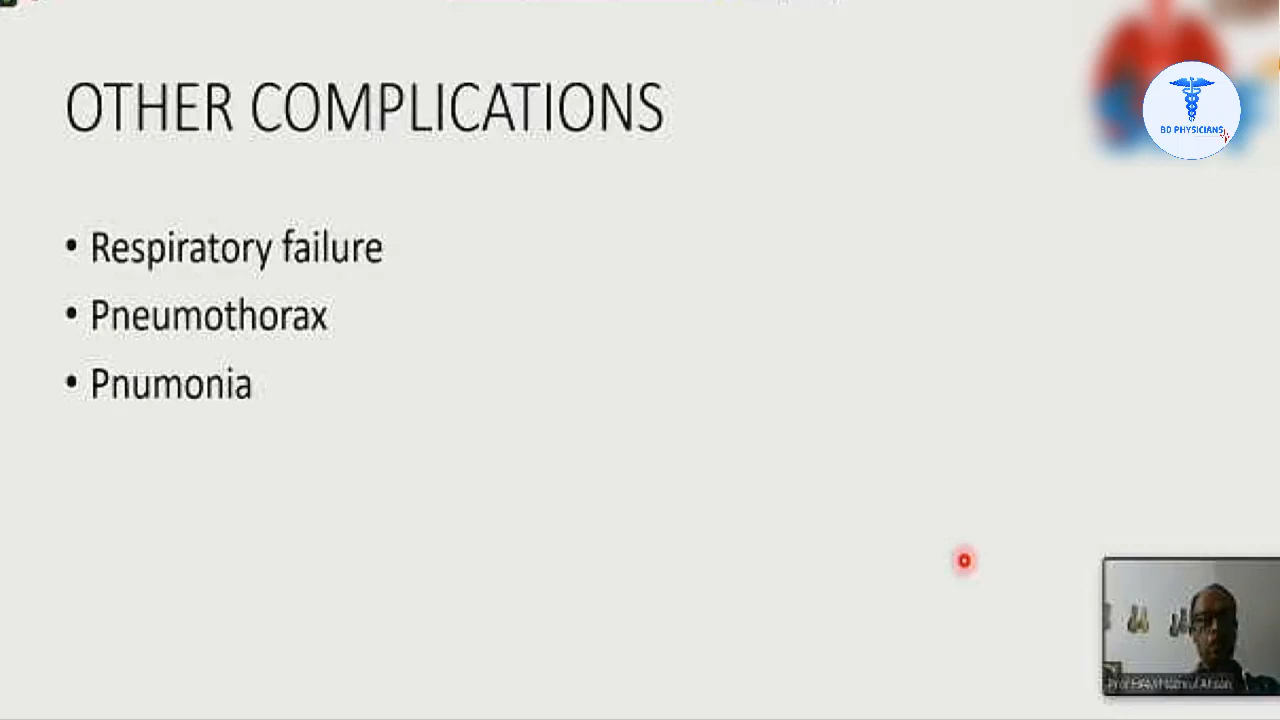 OTHER COMPLICATIONS
BD PHYSICIANS
• Respiratory failure
• Pneumothorax
• Pnumonia